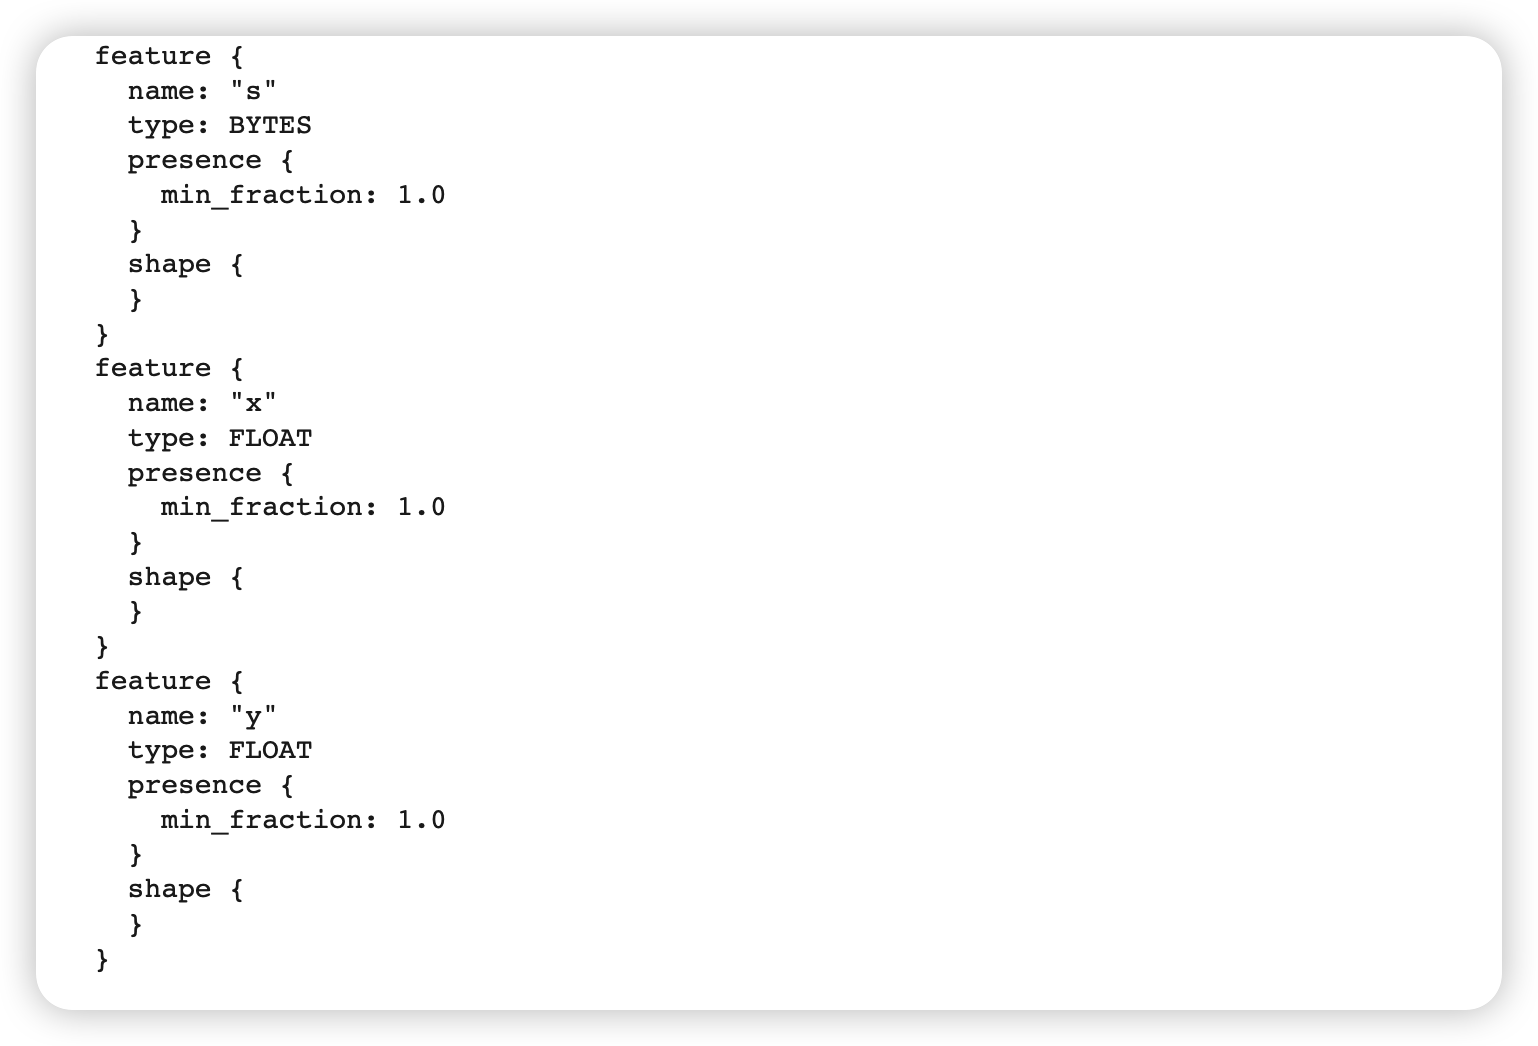 feature {
  name: "s"
  type: BYTES
  presence {
    min_fraction: 1.0
  }
  shape {
  }
}
feature {
  name: "x"
  type: FLOAT
  presence {
    min_fraction: 1.0
  }
  shape {
  }
}
feature {
  name: "y"
  type: FLOAT
  presence {
    min_fraction: 1.0
  }
  shape {
  }
}